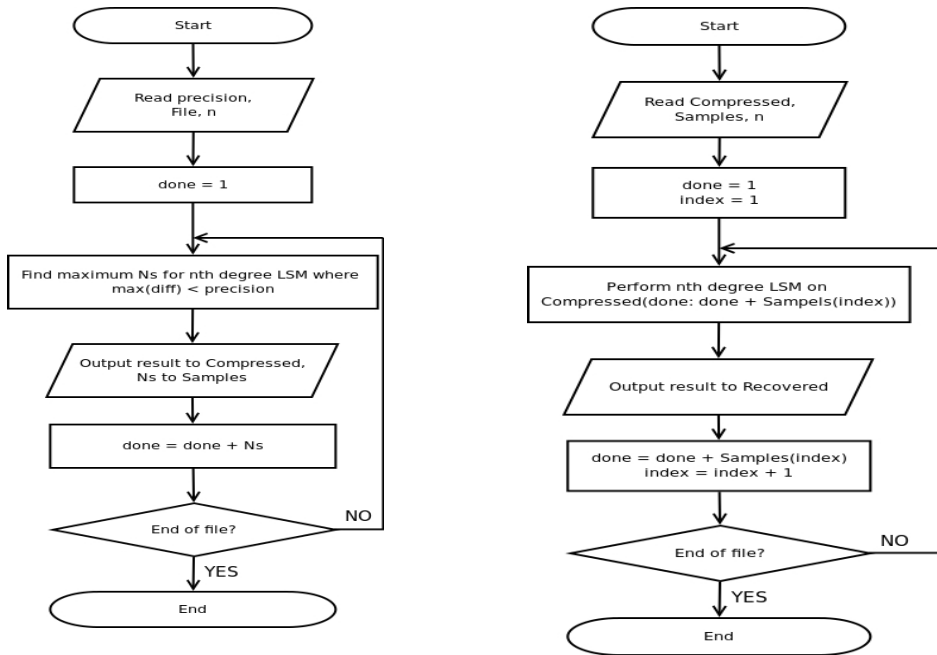 Start
Read precision,
File, n
done = 1
Find maximum Ns for nth degree LSM where
max(diff) < precision
Output result to Compressed,
Ns to Samples
done = done + Ns
End of file?
NO
YES
End
Start
Read Compressed,
Samples, n
done = 1
index = 1
Perform nth degree LSM on
Compressed(done: done + Sampels(index))
Output result to Recovered
done = done + Samples(index)
index = index + 1
End of file?
NO
YES
End